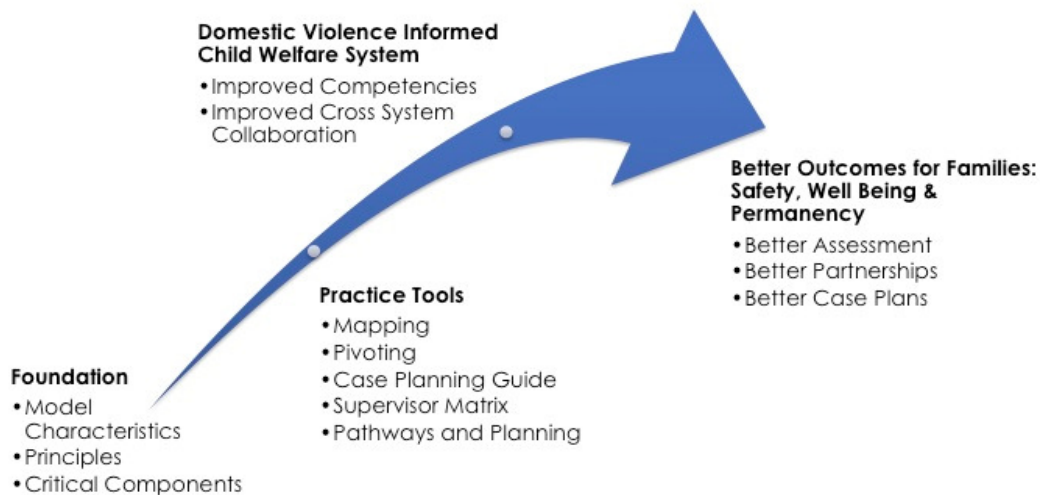 Domestic Violence Informed
Child Welfare System
•Improved Competencies
•Improved Cross System
Collaboration
Better Outcomes for Families:
Safety, Well Being &
Permanency
•Better Assessment
•Better Partnerships
•Better Case Plans
Practice Tools
•Mapping
•Pivoting
•Case Planning Guide
•Supervisor Matrix
•Pathways and Planning
Foundation
•Model
Characteristics
•Principles
•Critical Components